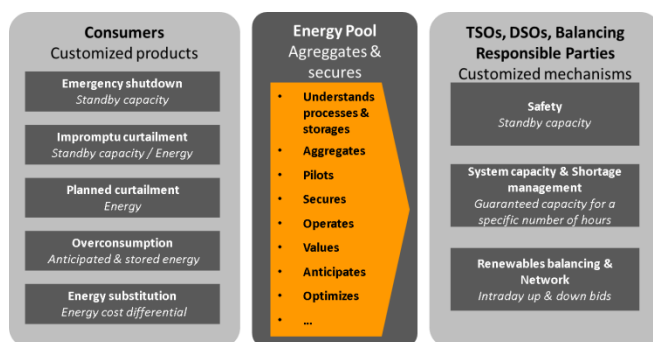 Consumers
Customized products
Emergency shutdown
Standby capacity
Impromptu curtailment
Standby capacity / Energy
Planned curtailment
Energy
Overconsumption
Anticipated & stored energy
Energy substitution
Energy cost differential
Energy Pool
Agreggates &
secures
• Understands
processes &
storages
• Aggregates
• Pilots
• Secures
• Operates
• Values
• Anticipates
• Optimizes
• ...
TSOs, DSOs, Balancing
Responsible Parties
Customized mechanisms
Safety
Standby capacity
System capacity & Shortage
management
Guaranteed capacity for a
specific number of hours
Renewables balancing &
Network
Intraday up & down bids